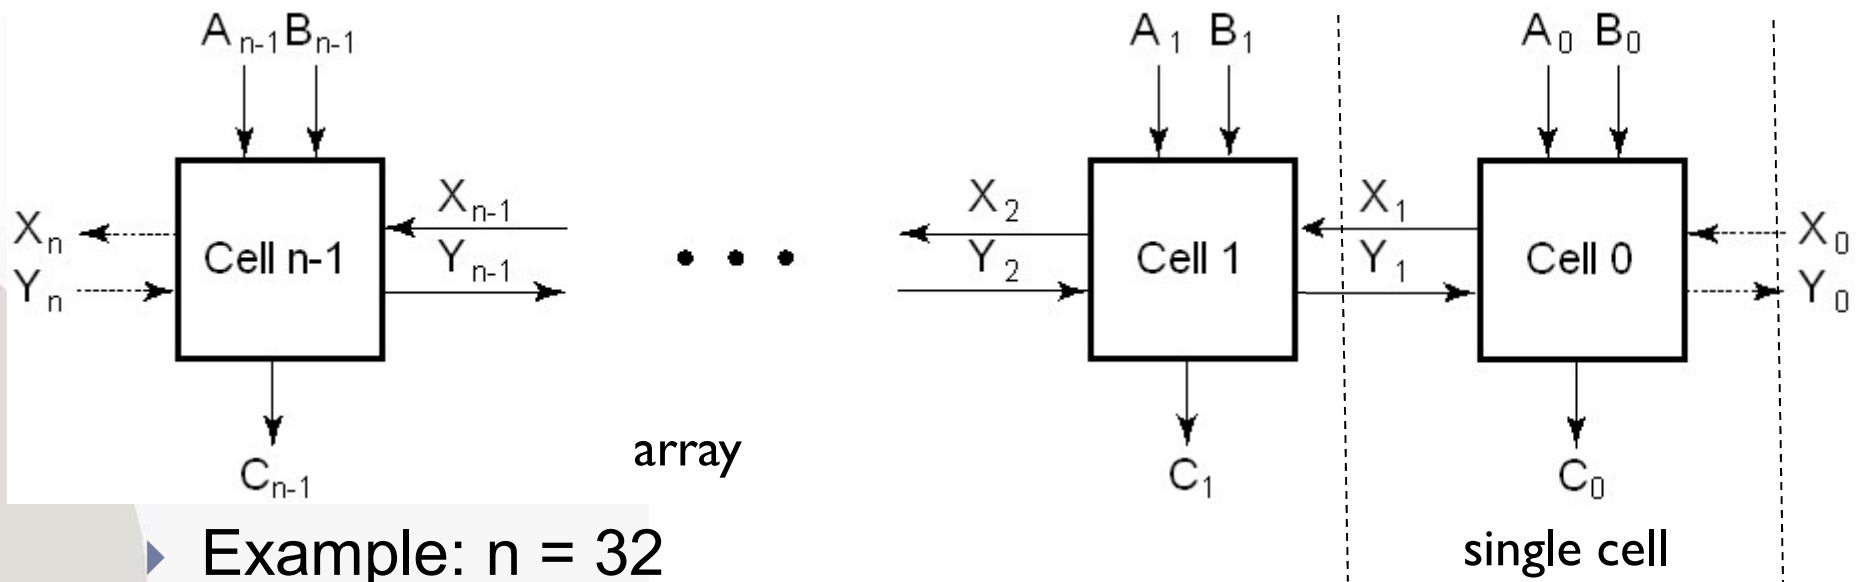 A n-1 B n-1 A 1 B 1 A 0 B 0
X n-1 X 2 X 1
X n Cell n-1 Cell 1 Cell 0 X 0
Y n Y n-1 • • • Y 2 Y 1 Y 0
array
C n-1 C 1 C 0
Example: n = 32 single cell